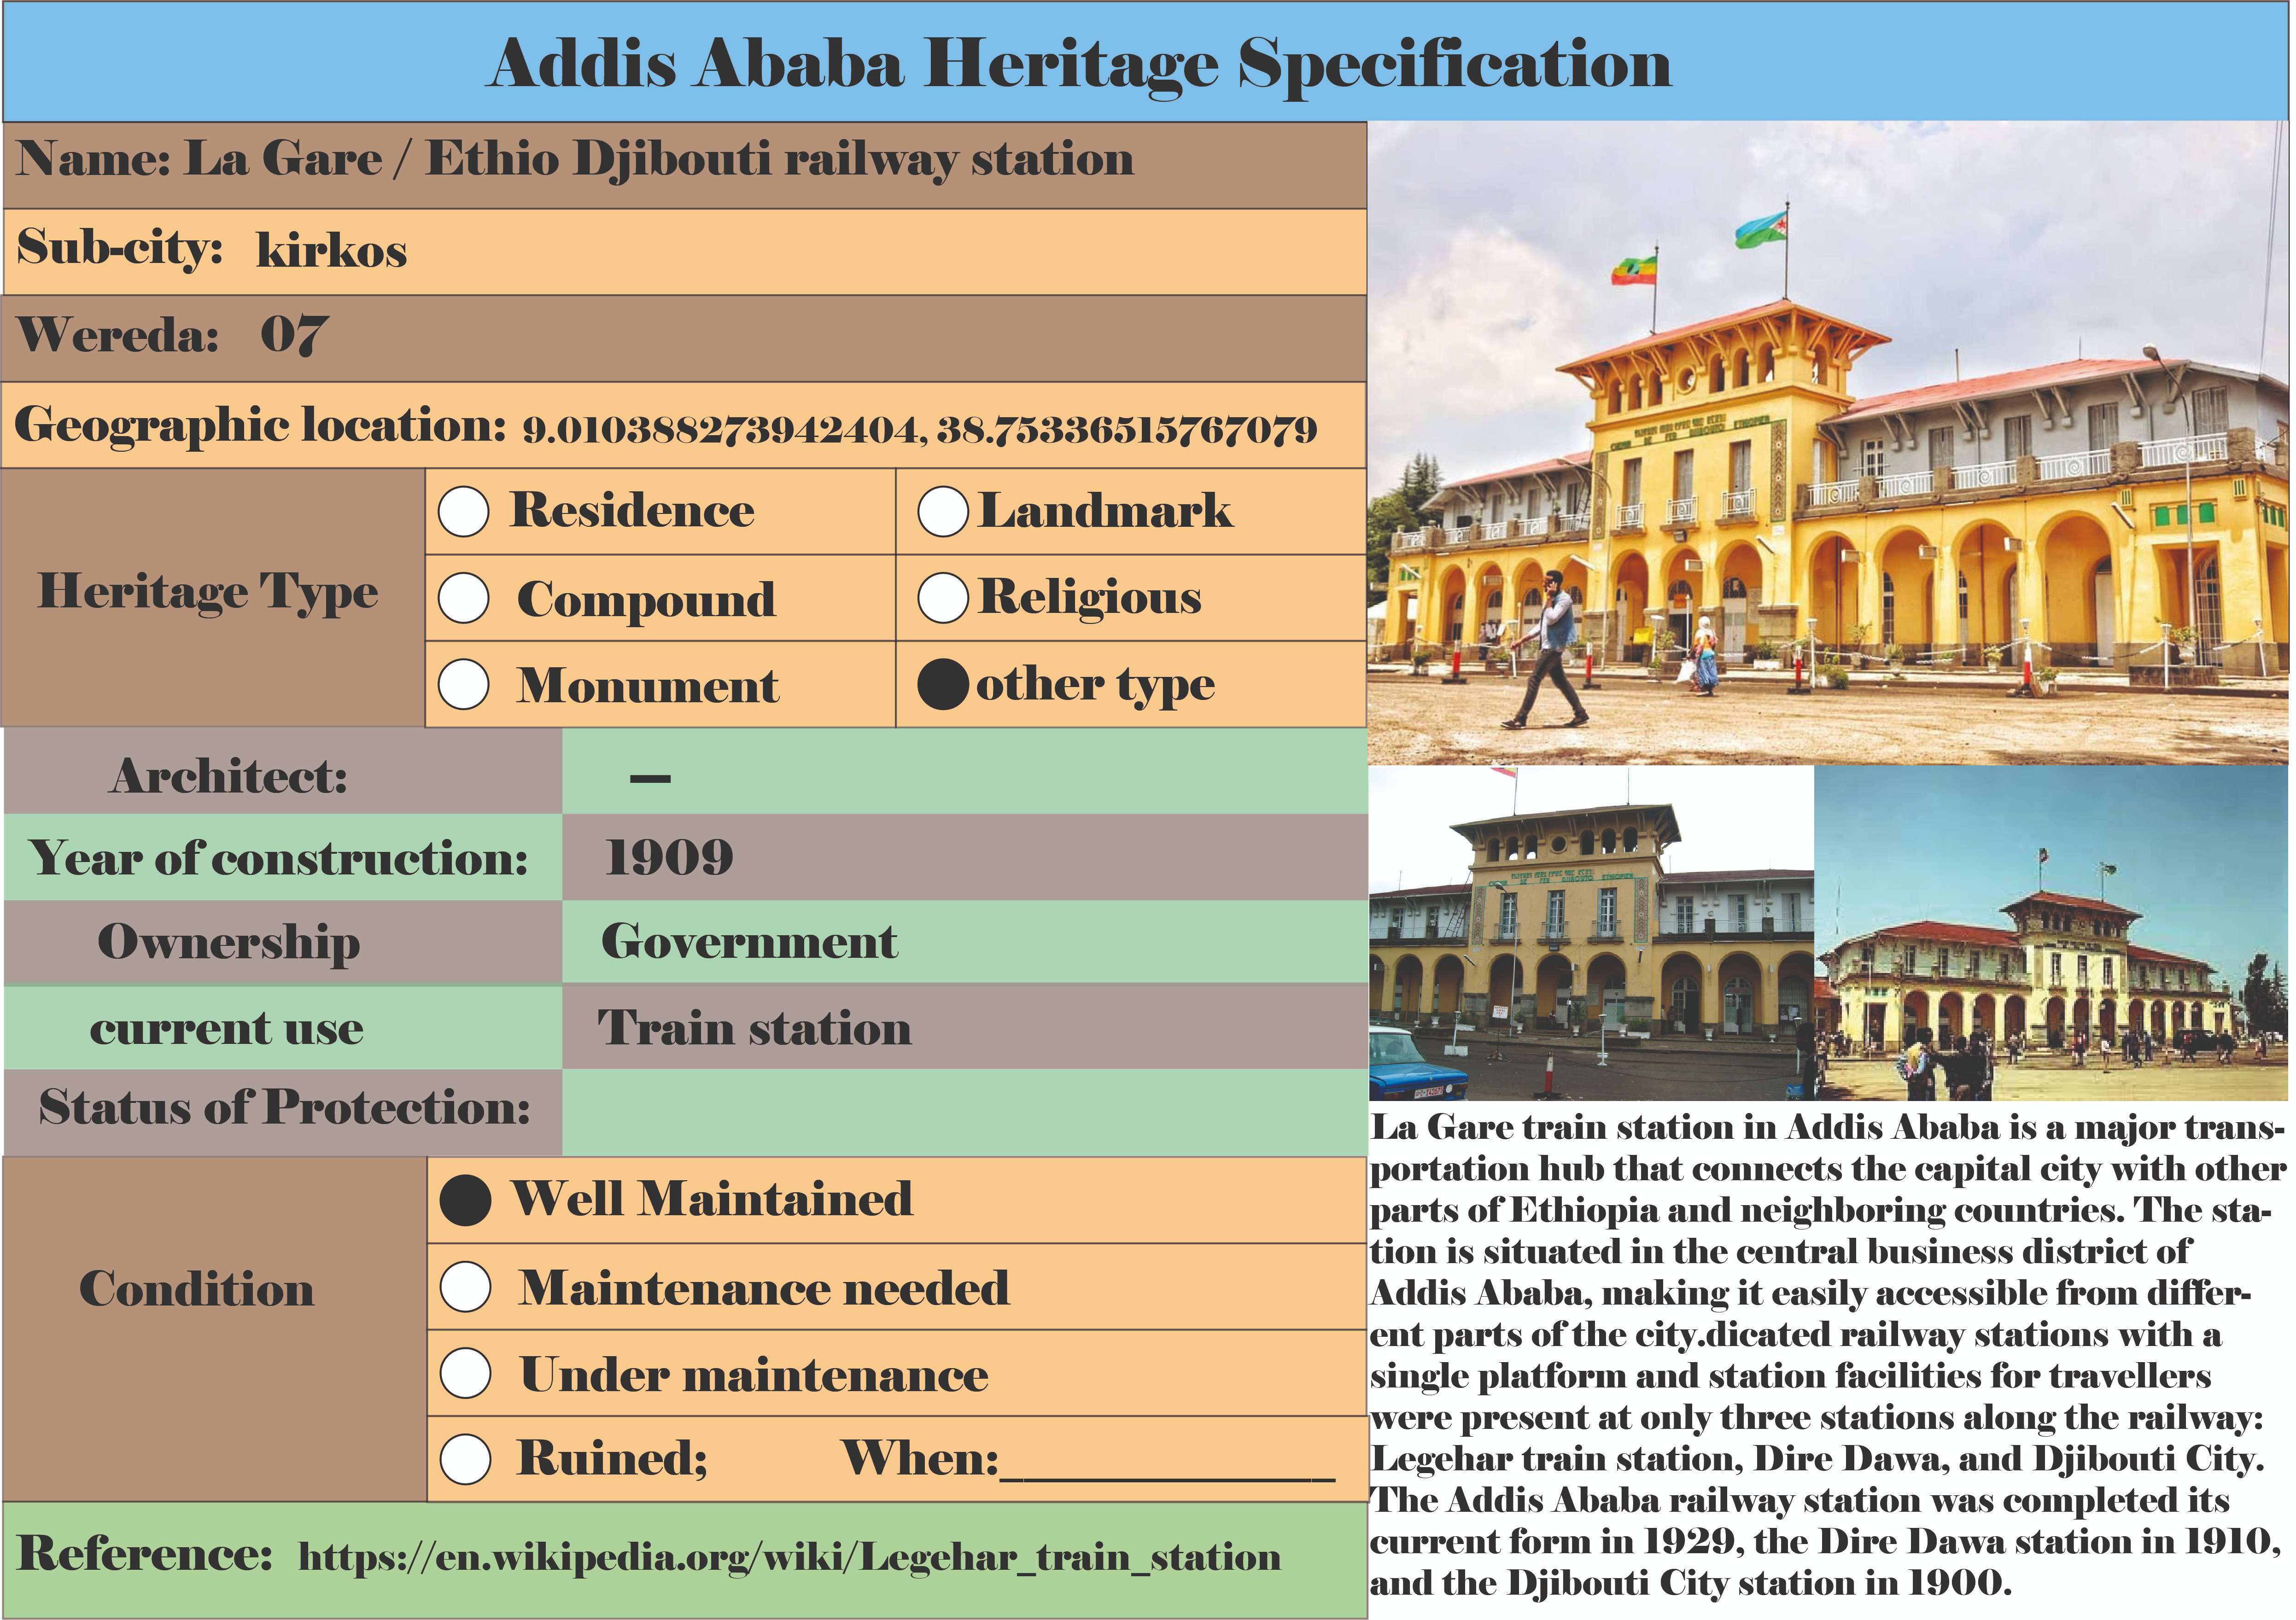 Addis Ababa Heritage Specification
Name: La Gare / Ethio Djibouti railway station
Sub-city: kirkos
Wereda: 07
Geographic location: 9.010388273942404, 38.75336515767079
Heritage Type
Residence
Landmark
Compound
Religious
Monument
other type
Architect: —
Year of construction: 1909
Ownership Government
current use Train station
Status of Protection:
Condition
Well Maintained
Maintenance needed
Under maintenance
Ruined; When:______________
Reference: https://en.wikipedia.org/wiki/Legehar_train_station
La Gare train station in Addis Ababa is a major trans-
portation hub that connects the capital city with other
parts of Ethiopia and neighboring countries. The sta-
tion is situated in the central business district of
Addis Ababa, making it easily accessible from differ-
ent parts of the city.dicated railway stations with a
single platform and station facilities for travellers
were present at only three stations along the railway:
Legehar train station, Dire Dawa, and Djibouti City.
The Addis Ababa railway station was completed its
current form in 1929, the Dire Dawa station in 1910,
and the Djibouti City station in 1900.